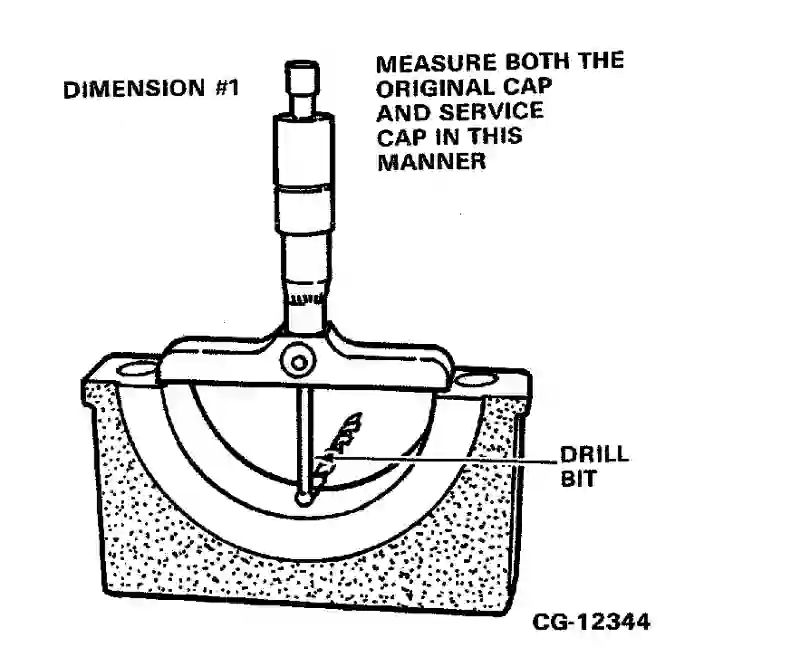 DIMENSION #1
MEASURE BOTH THE
ORIGINAL CAP
AND SERVICE
CAP IN THIS
MANNER
DRILL
BIT
CG-12344